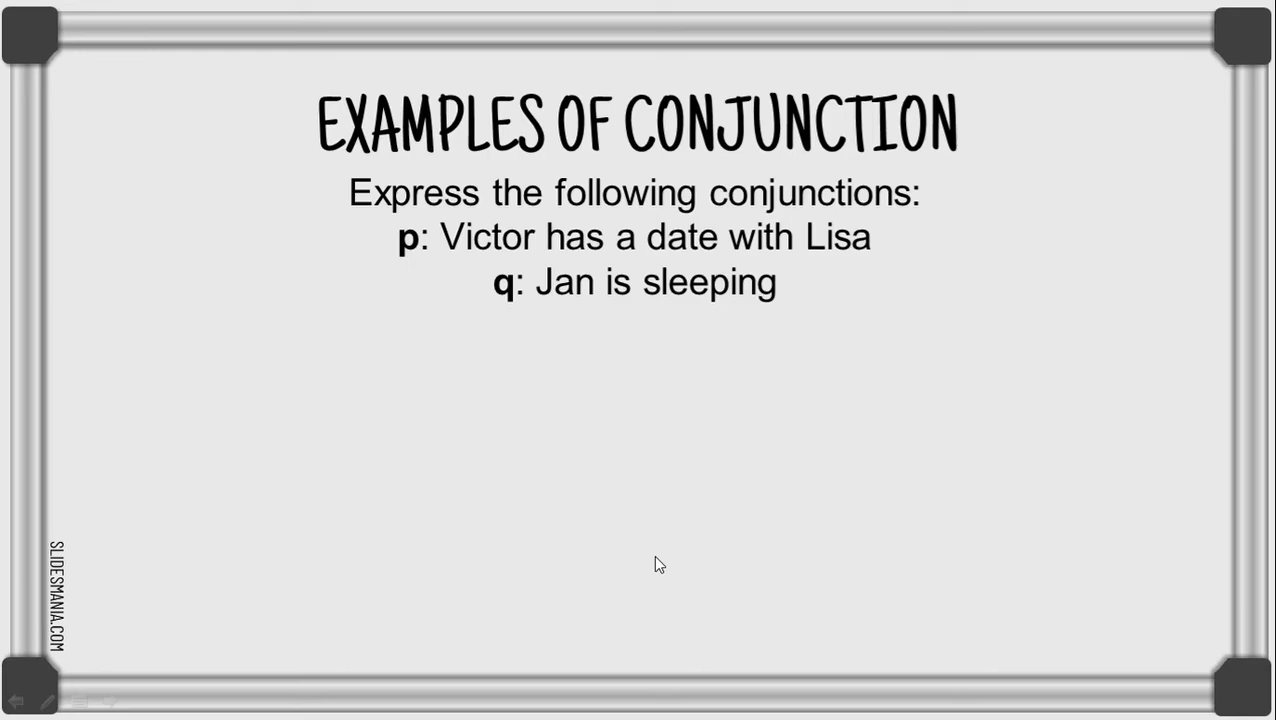 EXAMPLES OF CONJUNCTION
Express the following conjunctions:
p: Victor has a date with Lisa
q: Jan is sleeping
SLIDESMANIA.COM